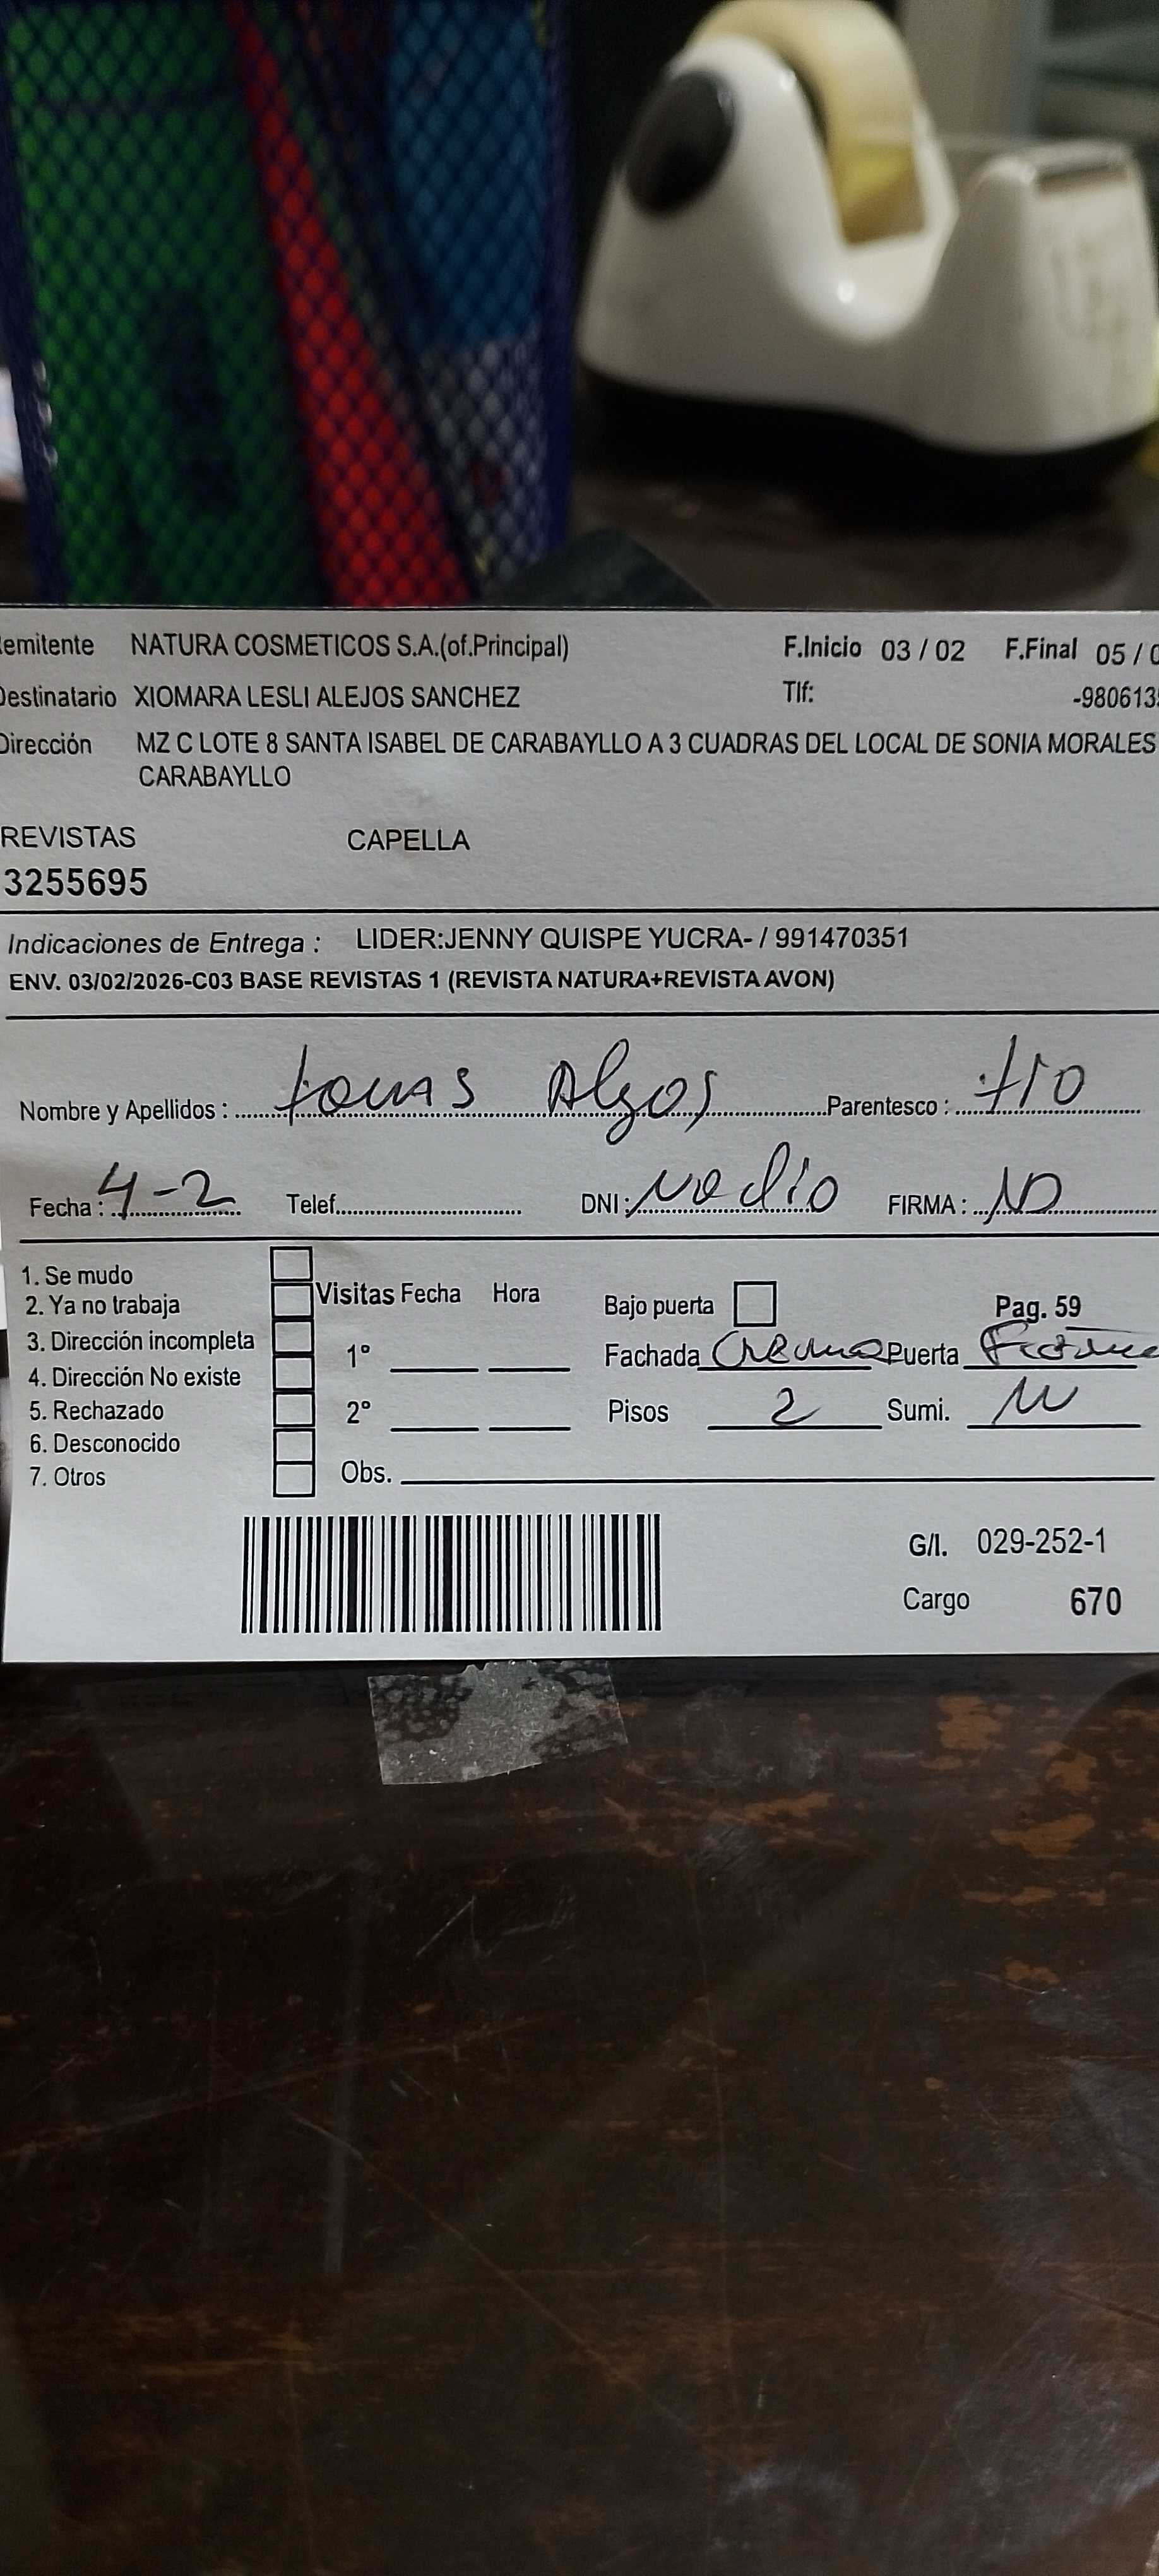 emitente NATURA COSMETICOS S.A.(of.Principal) F.Inicio 03 / 02 F.Final 05 / 0
Destinatario XIOMARA LESLI ALEJOS SANCHEZ Tlf: -980613
Dirección MZ C LOTE 8 SANTA ISABEL DE CARABAYLLO A 3 CUADRAS DEL LOCAL DE SONIA MORALES
CARABAYLLO
REVISTAS CAPELLA
3255695
Indicaciones de Entrega : LIDER:JENNY QUISPE YUCRA- / 991470351
ENV. 03/02/2026-C03 BASE REVISTAS 1 (REVISTA NATURA+REVISTA AVON)
Nombre y Apellidos : Parentesco : tio
Fecha : 4-2 Telef. DNI : no dio FIRMA :
1. Se mudo
2. Ya no trabaja
3. Dirección incompleta
4. Dirección No existe
5. Rechazado
6. Desconocido
7. Otros
Visitas Fecha Hora
1°
2°
Obs.
Bajo puerta Pag. 59
Fachada Crema Puerta
Pisos 2 Sumi.
G/l. 029-252-1
Cargo 670